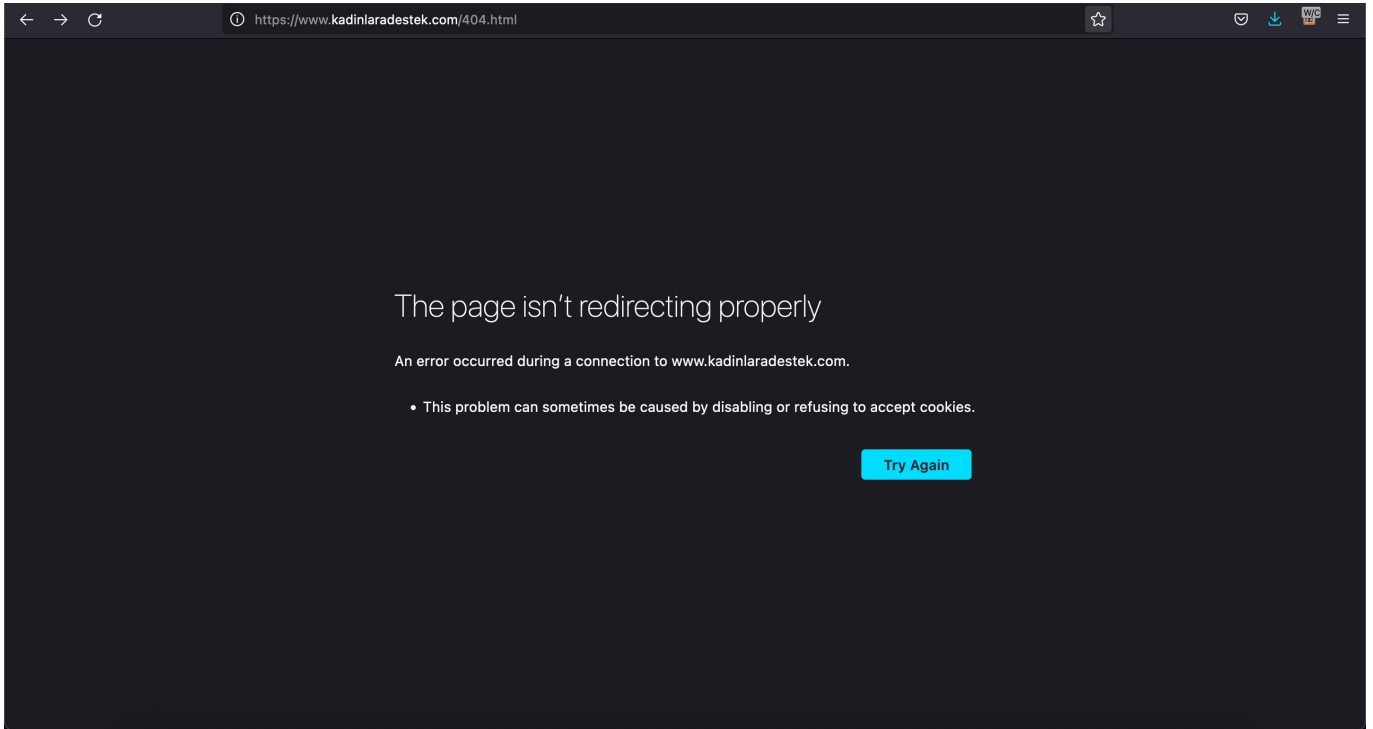 https://www.kadinlaradestek.com/404.html
W/C
The page isn't redirecting properly
An error occurred during a connection to www.kadinlaradestek.com.
• This problem can sometimes be caused by disabling or refusing to accept cookies.
Try Again